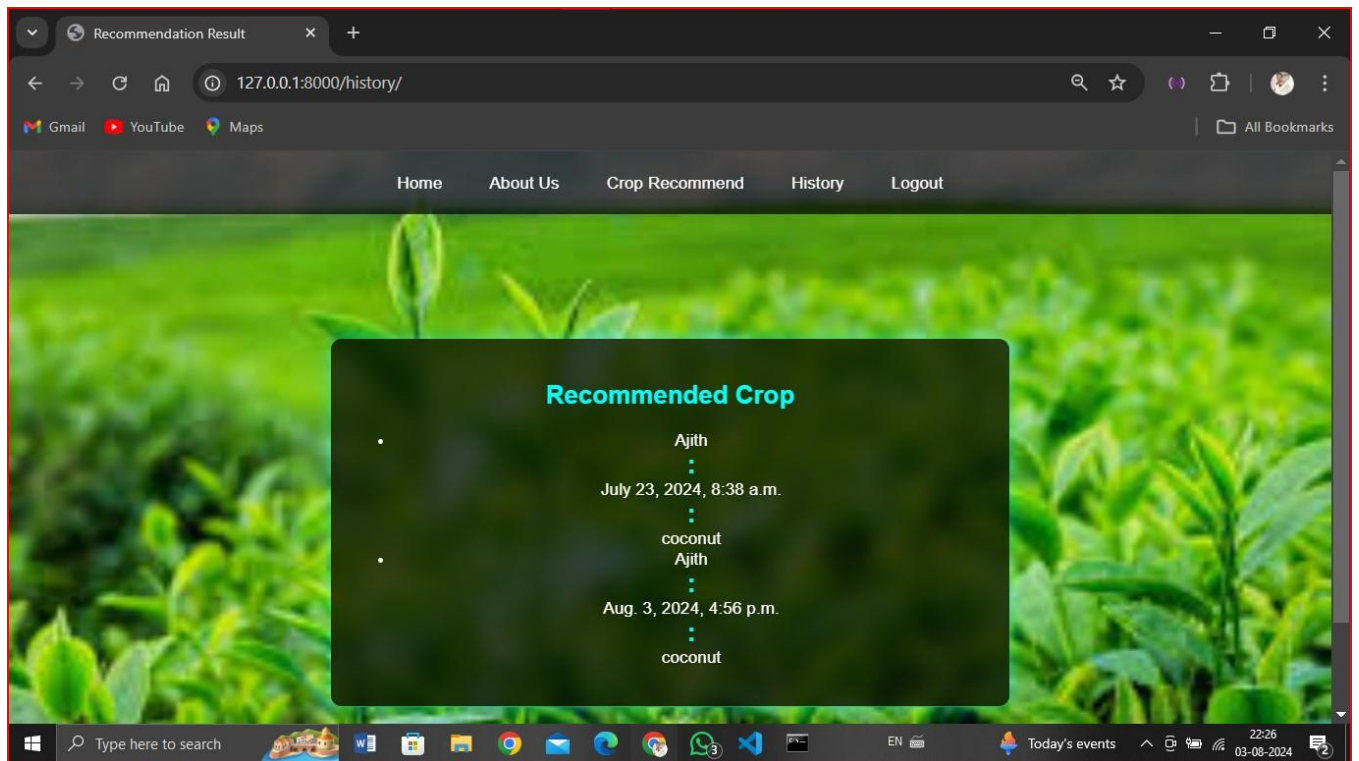 Recommendation Result
127.0.0.1:8000/history/
Gmail YouTube Maps All Bookmarks
Home About Us Crop Recommend History Logout
Recommended Crop
• Ajith
:
July 23, 2024, 8:38 a.m.
:
coconut
• Ajith
:
Aug. 3, 2024, 4:56 p.m.
:
coconut
Type here to search 3 EN Today's events 22:26
03-08-2024 2